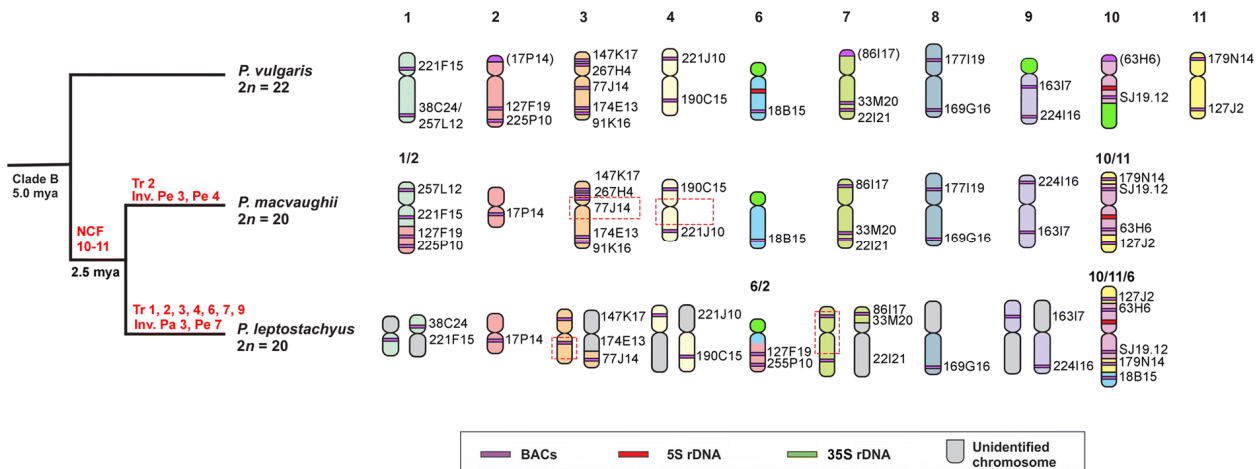 1 2 3 4 6 7 8 9 10 11
P. vulgaris
2n = 22
221F15
38C24/
257L12
(17P14)
127F19
225P10
147K17
267H4
77J14
174E13
91K16
221J10
190C15
18B15
(86I17)
33M20
22I21
177I19
169G16
163I7
224I16
(63H6)
SJ19.12
179N14
127J2
Clade B
5.0 mya
Tr 2
Inv. Pe 3, Pe 4
P. macvaughii
2n = 20
NCF
10-11
2.5 mya
1/2
257L12
221F15
127F19
225P10
17P14
147K17
267H4
77J14
174E13
91K16
190C15
221J10
18B15
86I17
33M20
22I21
177I19
169G16
224I16
163I7
10/11
179N14
SJ19.12
63H6
127J2
Tr 1, 2, 3, 4, 6, 7, 9
Inv. Pa 3, Pe 7
P. leptostachyus
2n = 20
38C24
221F15
17P14
147K17
174E13
77J14
221J10
190C15
6/2
127F19
255P10
86I17
33M20
22I21
169G16
163I7
224I16
10/11/6
127J2
63H6
SJ19.12
179N14
18B15
BACs 5S rDNA 35S rDNA Unidentified
chromosome